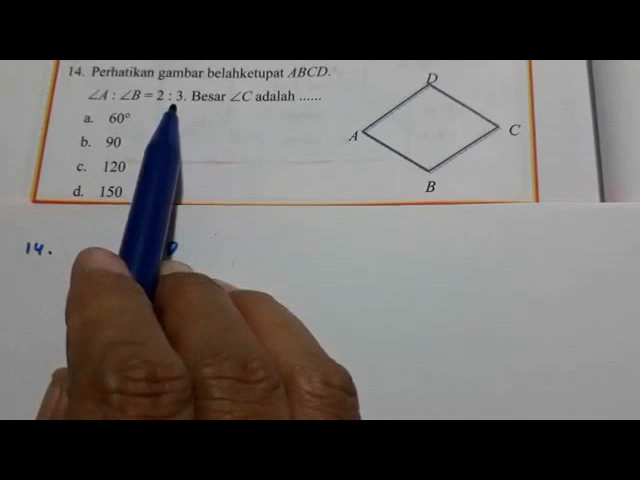 14. Perhatikan gambar belahketupat ABCD.
∠A : ∠B = 2 : 3. Besar ∠C adalah ......
a. 60°
b. 90
c. 120
d. 150
D
A
C
B
14.